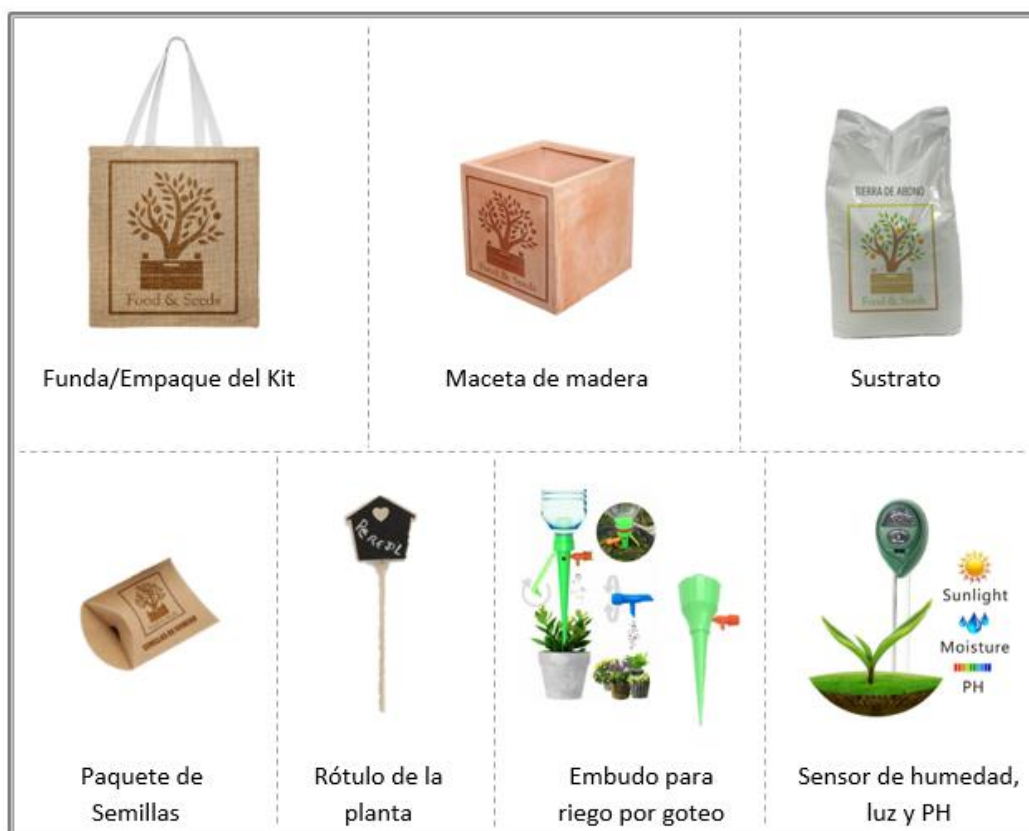 Food & Seeds
Food & Seeds
TIERRA DE ABONO
Food & Seeds
Funda/Empaque del Kit
Maceta de madera
Sustrato
PEREJIL
Sunlight
Moisture
PH
Paquete de
Semillas
Rótulo de la
planta
Embudo para
riego por goteo
Sensor de humedad,
luz y PH